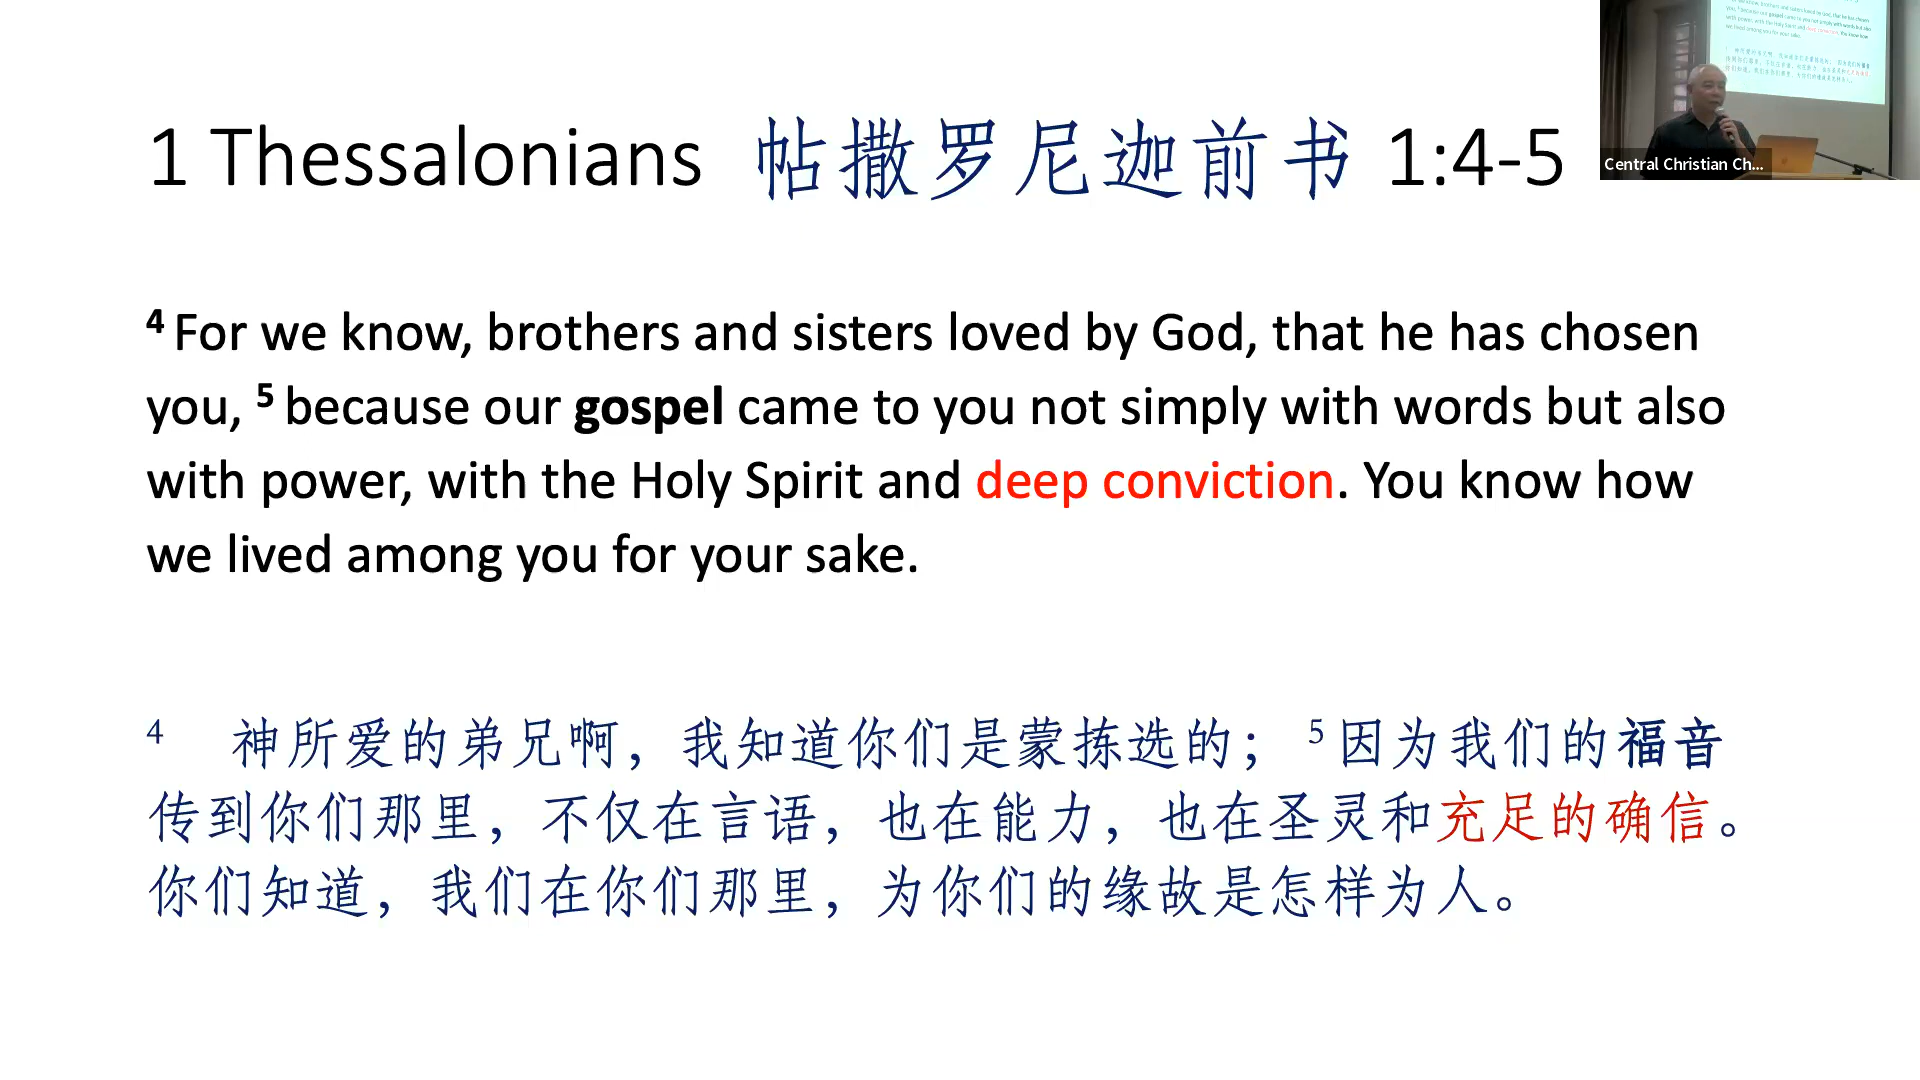 1 Thessalonians 帖撒罗尼迦前书 1:4-5
Central Christian Ch...
4 For we know, brothers and sisters loved by God, that he has chosen
you, 5 because our gospel came to you not simply with words but also
with power, with the Holy Spirit and deep conviction. You know how
we lived among you for your sake.
4 神所爱的弟兄啊，我知道你们是蒙拣选的；5 因为我们的福音
传到你们那里，不仅在言语，也在能力，也在圣灵和充足的确信。
你们知道，我们在你们那里，为你们的缘故是怎样为人。